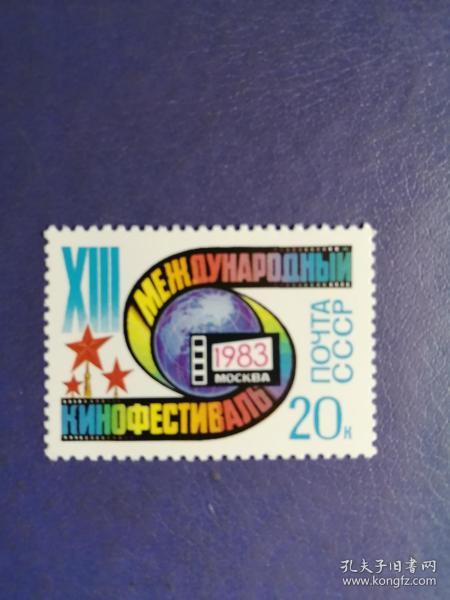 XIII
МЕЖДУНАРОДНЫЙ
1983
МОСКВА
КИНОФЕСТИВАЛЬ
ПОЧТА
СССР
20к
孔夫子旧书网
www.kongfz.com